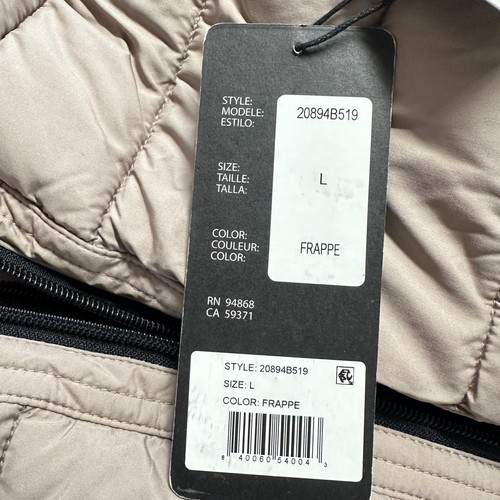 STYLE:
MODELE: 20894B519
ESTILO:
SIZE:
TAILLE: L
TALLA:
COLOR:
COULEUR: FRAPPE
COLOR:
RN 94868
CA 59371
STYLE: 20894B519
SIZE: L
COLOR: FRAPPE
8 40060 54004 3